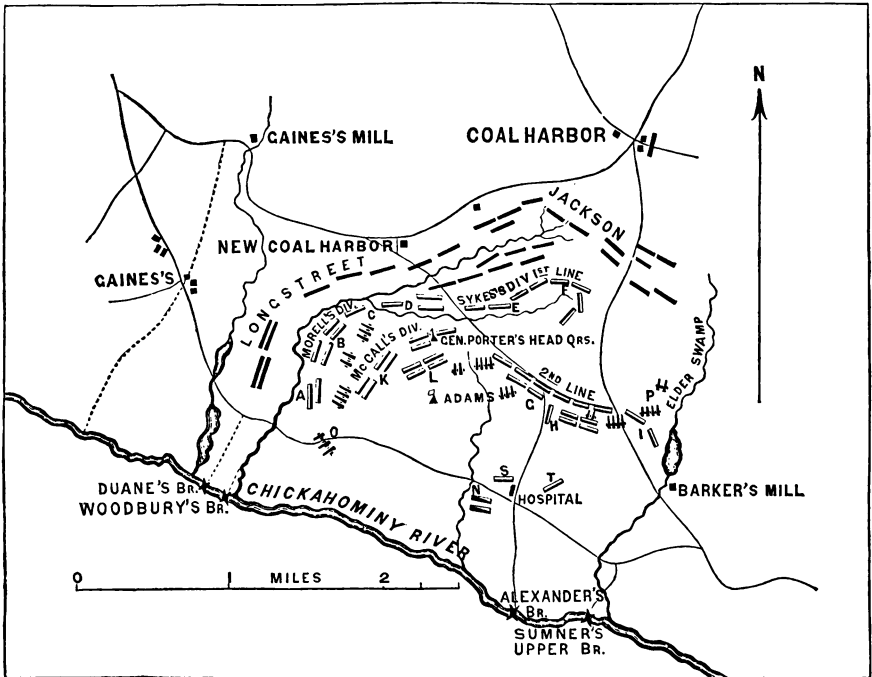 N
GAINES'S MILL
COAL HARBOR
JACKSON
NEW COAL HARBOR
LONGSTREET
GAINES'S
SYKES'S DIV. 1ST LINE
F
E
D
C
MORELL'S DIV.
B
McCALL'S DIV.
GEN. PORTER'S HEAD QRS.
K
L
A
ADAMS
2ND LINE
G
H
J
I
P
ELDER SWAMP
O
S
T
N
HOSPITAL
BARKER'S MILL
DUANE'S BR.
WOODBURY'S BR.
CHICKAHOMINY RIVER
0 1 MILES 2
ALEXANDER'S
BR.
SUMNER'S
UPPER BR.